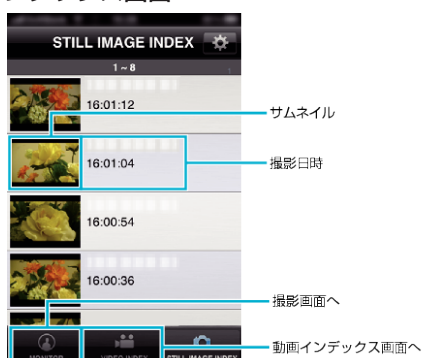 STILL IMAGE INDEX
1~8
16:01:12
サムネイル
16:01:04
撮影日時
16:00:54
16:00:36
撮影画面へ
動画インデックス画面へ
MONITOR
VIDEO INDEX
STILL IMAGE INDEX